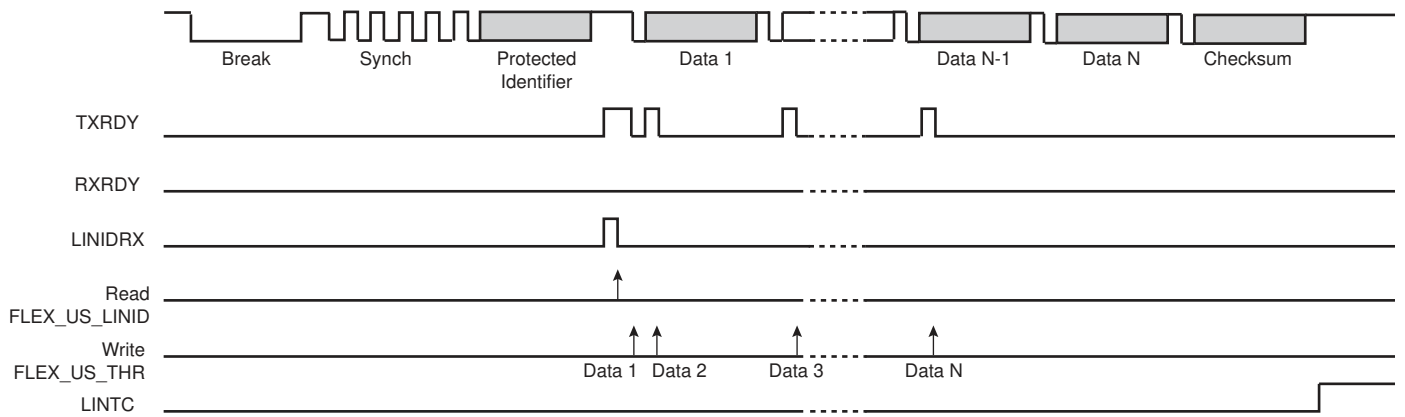 Break Synch Protected Data 1 Data N-1 Data N Checksum
Identifier
TXRDY
RXRDY
LINIDRX
Read
FLEX_US_LINID
Write
FLEX_US_THR
Data 1 Data 2 Data 3 Data N
LINTC